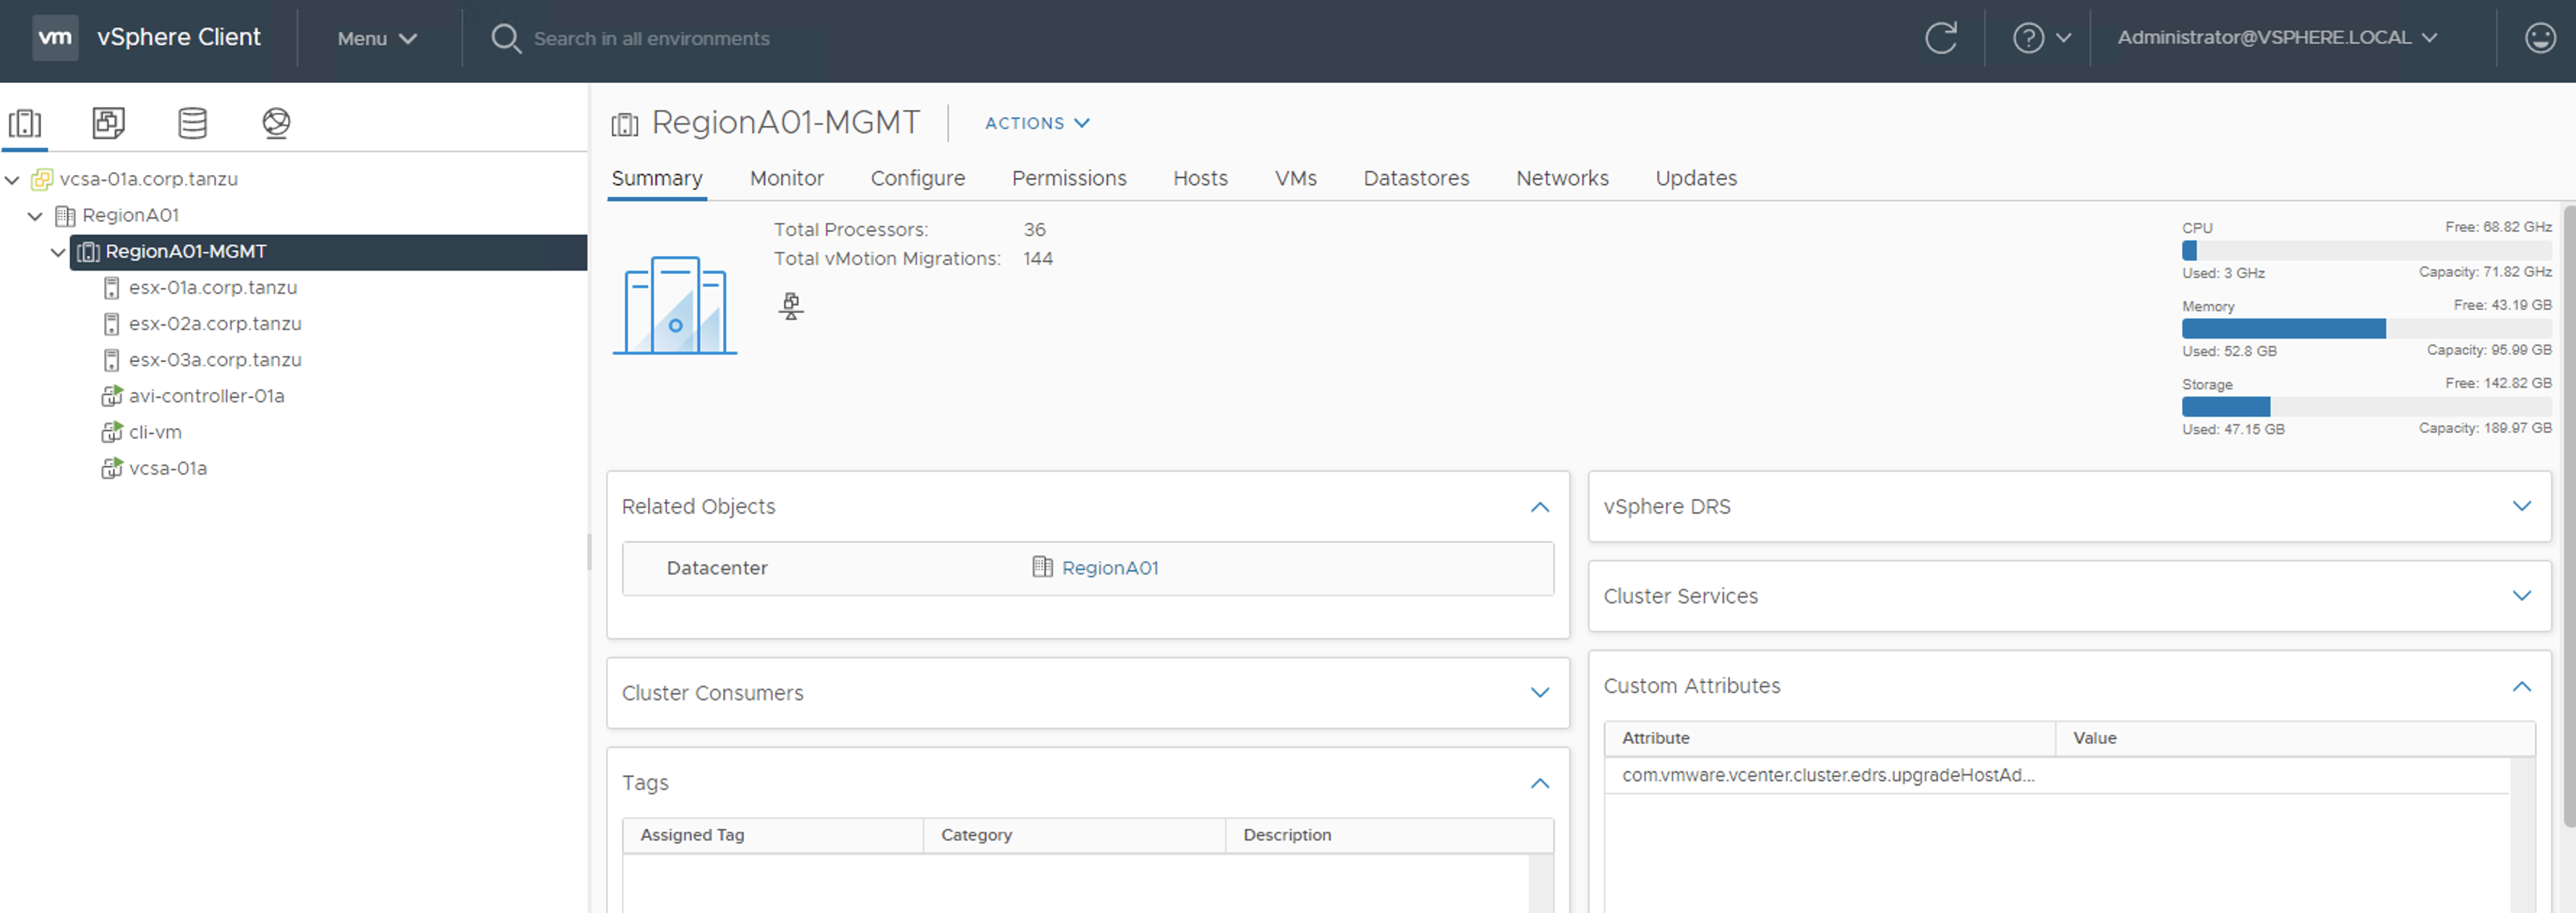 vm vSphere Client Menu Search in all environments ? Administrator@VSPHERE.LOCAL
vcsa-01a.corp.tanzu
RegionA01
RegionA01-MGMT
esx-01a.corp.tanzu
esx-02a.corp.tanzu
esx-03a.corp.tanzu
avi-controller-01a
cli-vm
vcsa-01a
RegionA01-MGMT ACTIONS
Summary Monitor Configure Permissions Hosts VMs Datastores Networks Updates
Total Processors: 36
Total vMotion Migrations: 144
CPU Free: 68.82 GHz
Used: 3 GHz Capacity: 71.82 GHz
Memory Free: 43.19 GB
Used: 52.8 GB Capacity: 95.99 GB
Storage Free: 142.82 GB
Used: 47.15 GB Capacity: 189.97 GB
Related Objects
Datacenter RegionA01
Cluster Consumers
Tags
Assigned Tag Category Description
vSphere DRS
Cluster Services
Custom Attributes
Attribute Value
com.vmware.vcenter.cluster.edrs.upgradeHostAd...